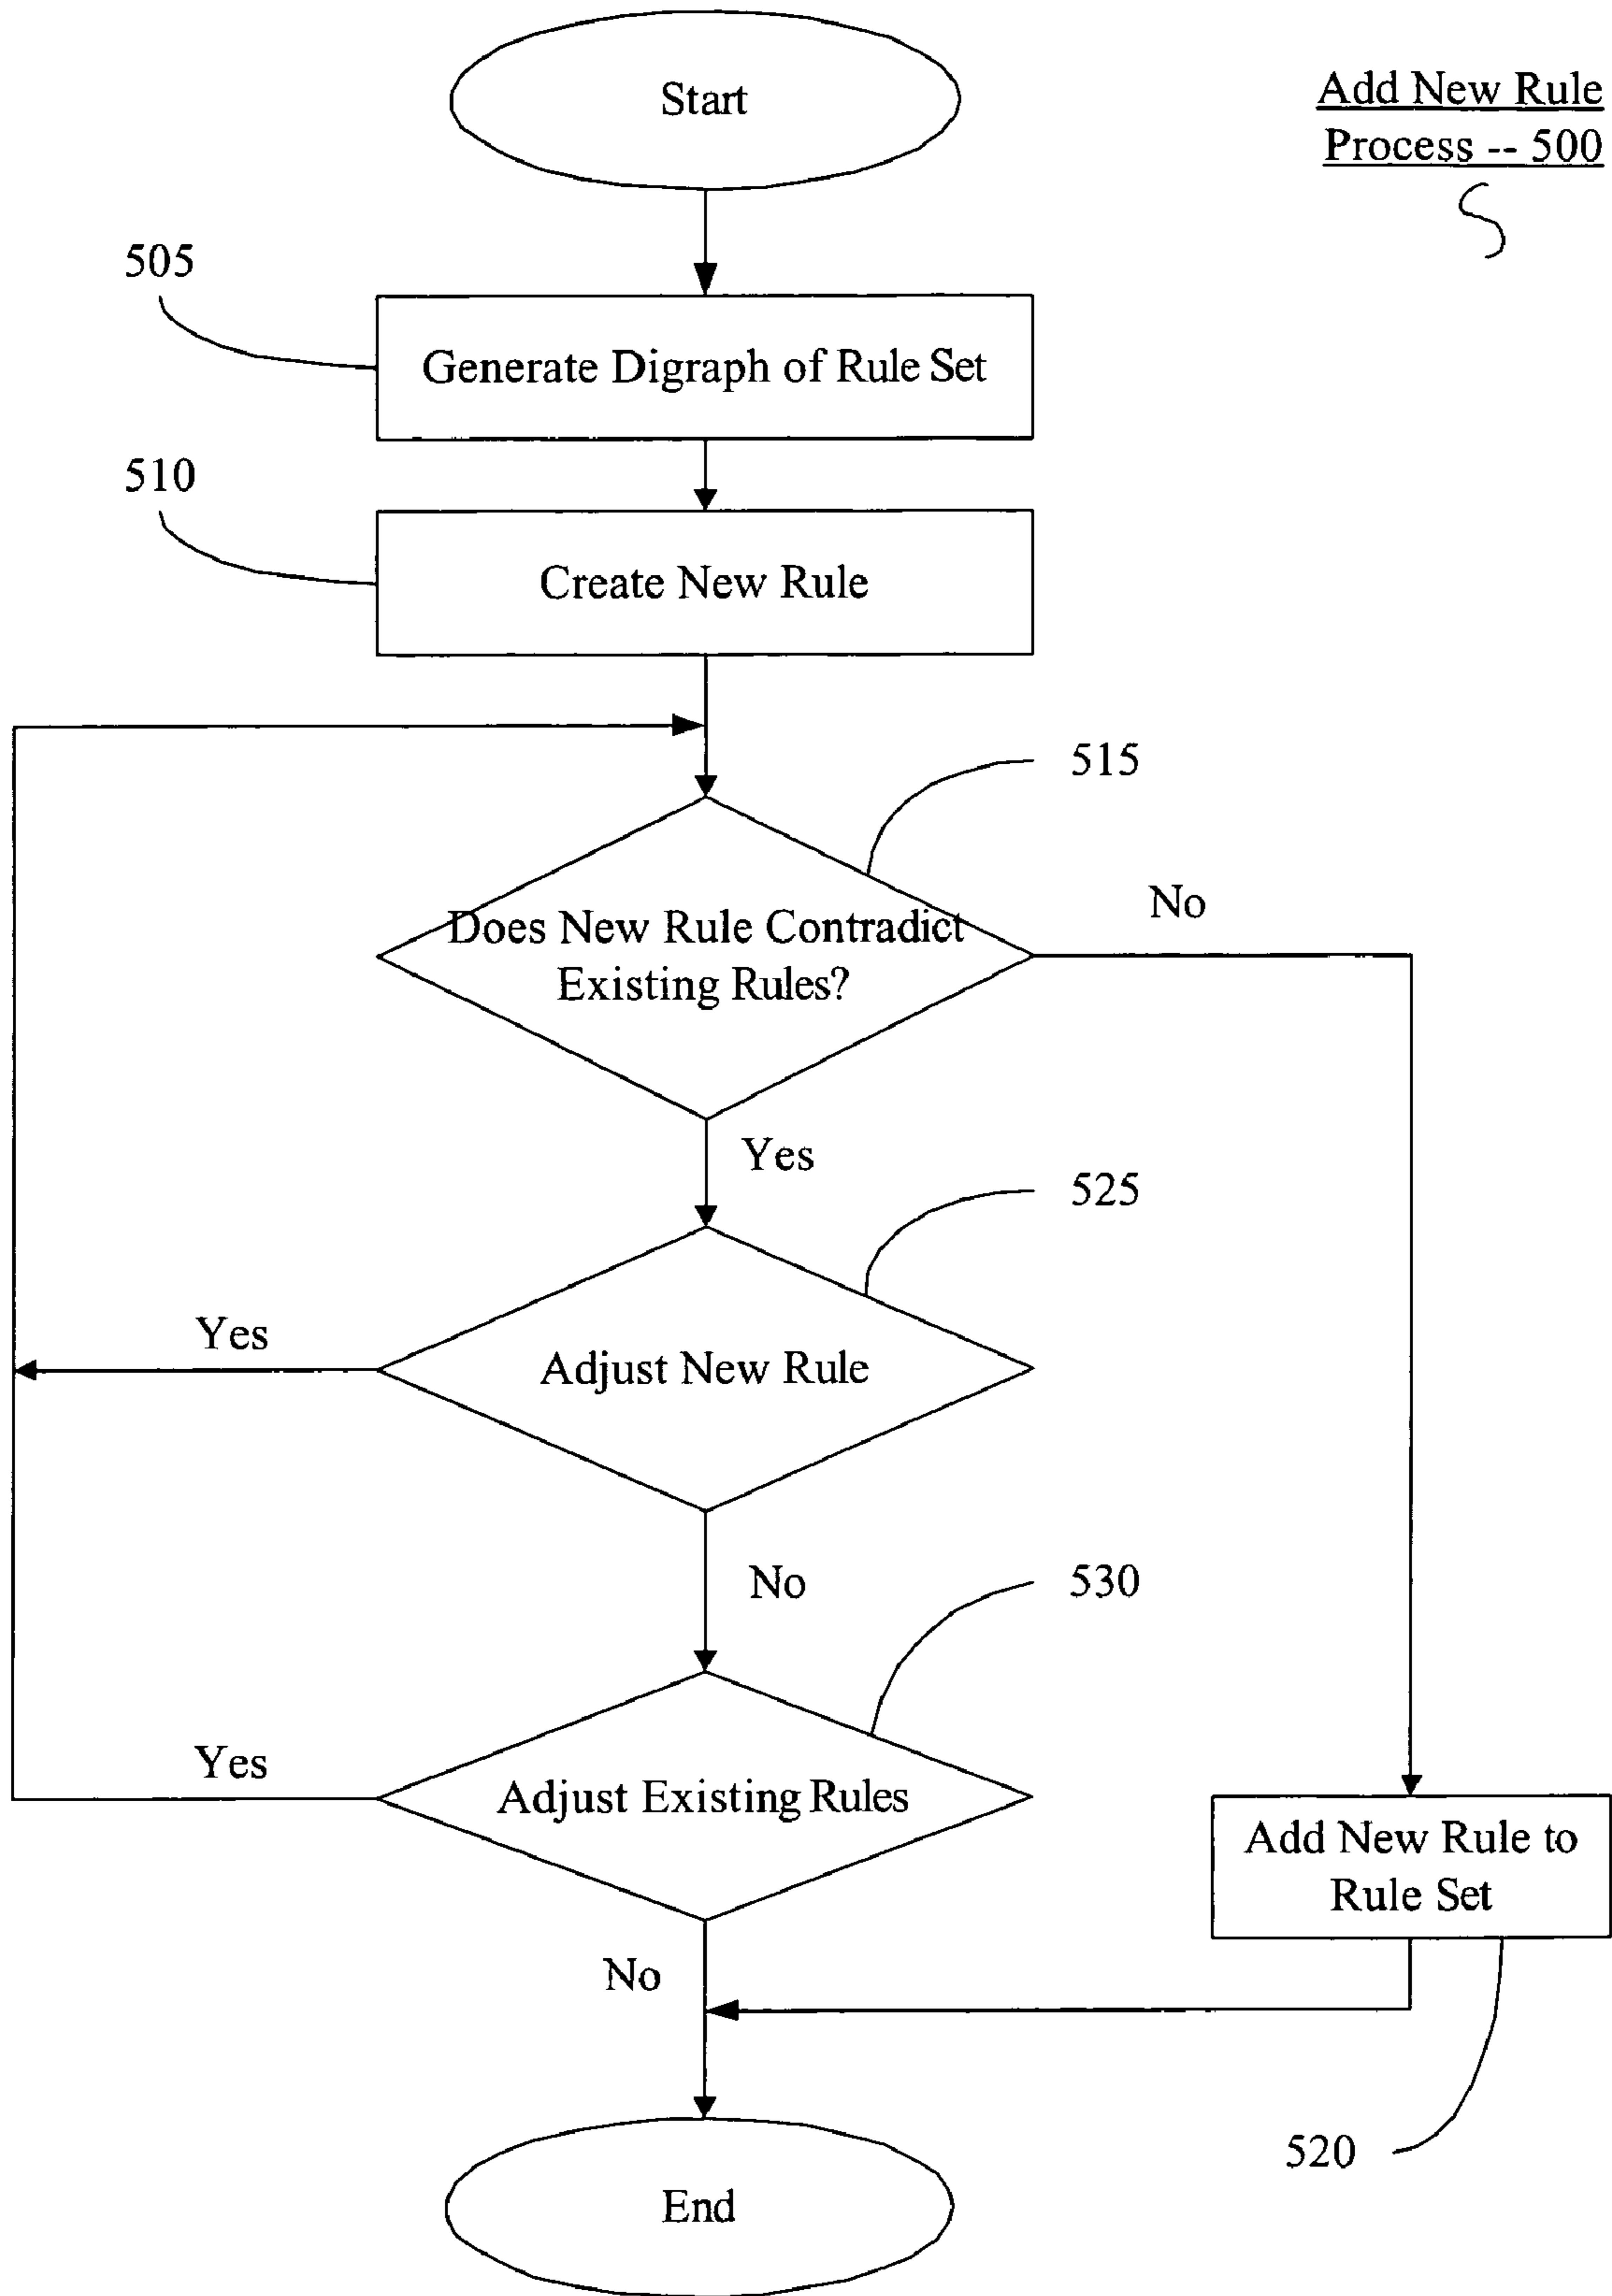 Start
Add New Rule
Process -- 500
505
Generate Digraph of Rule Set
510
Create New Rule
515
Does New Rule Contradict
Existing Rules?
No
Yes
525
Yes
Adjust New Rule
No
530
Yes
Adjust Existing Rules
Add New Rule to
Rule Set
No
520
End